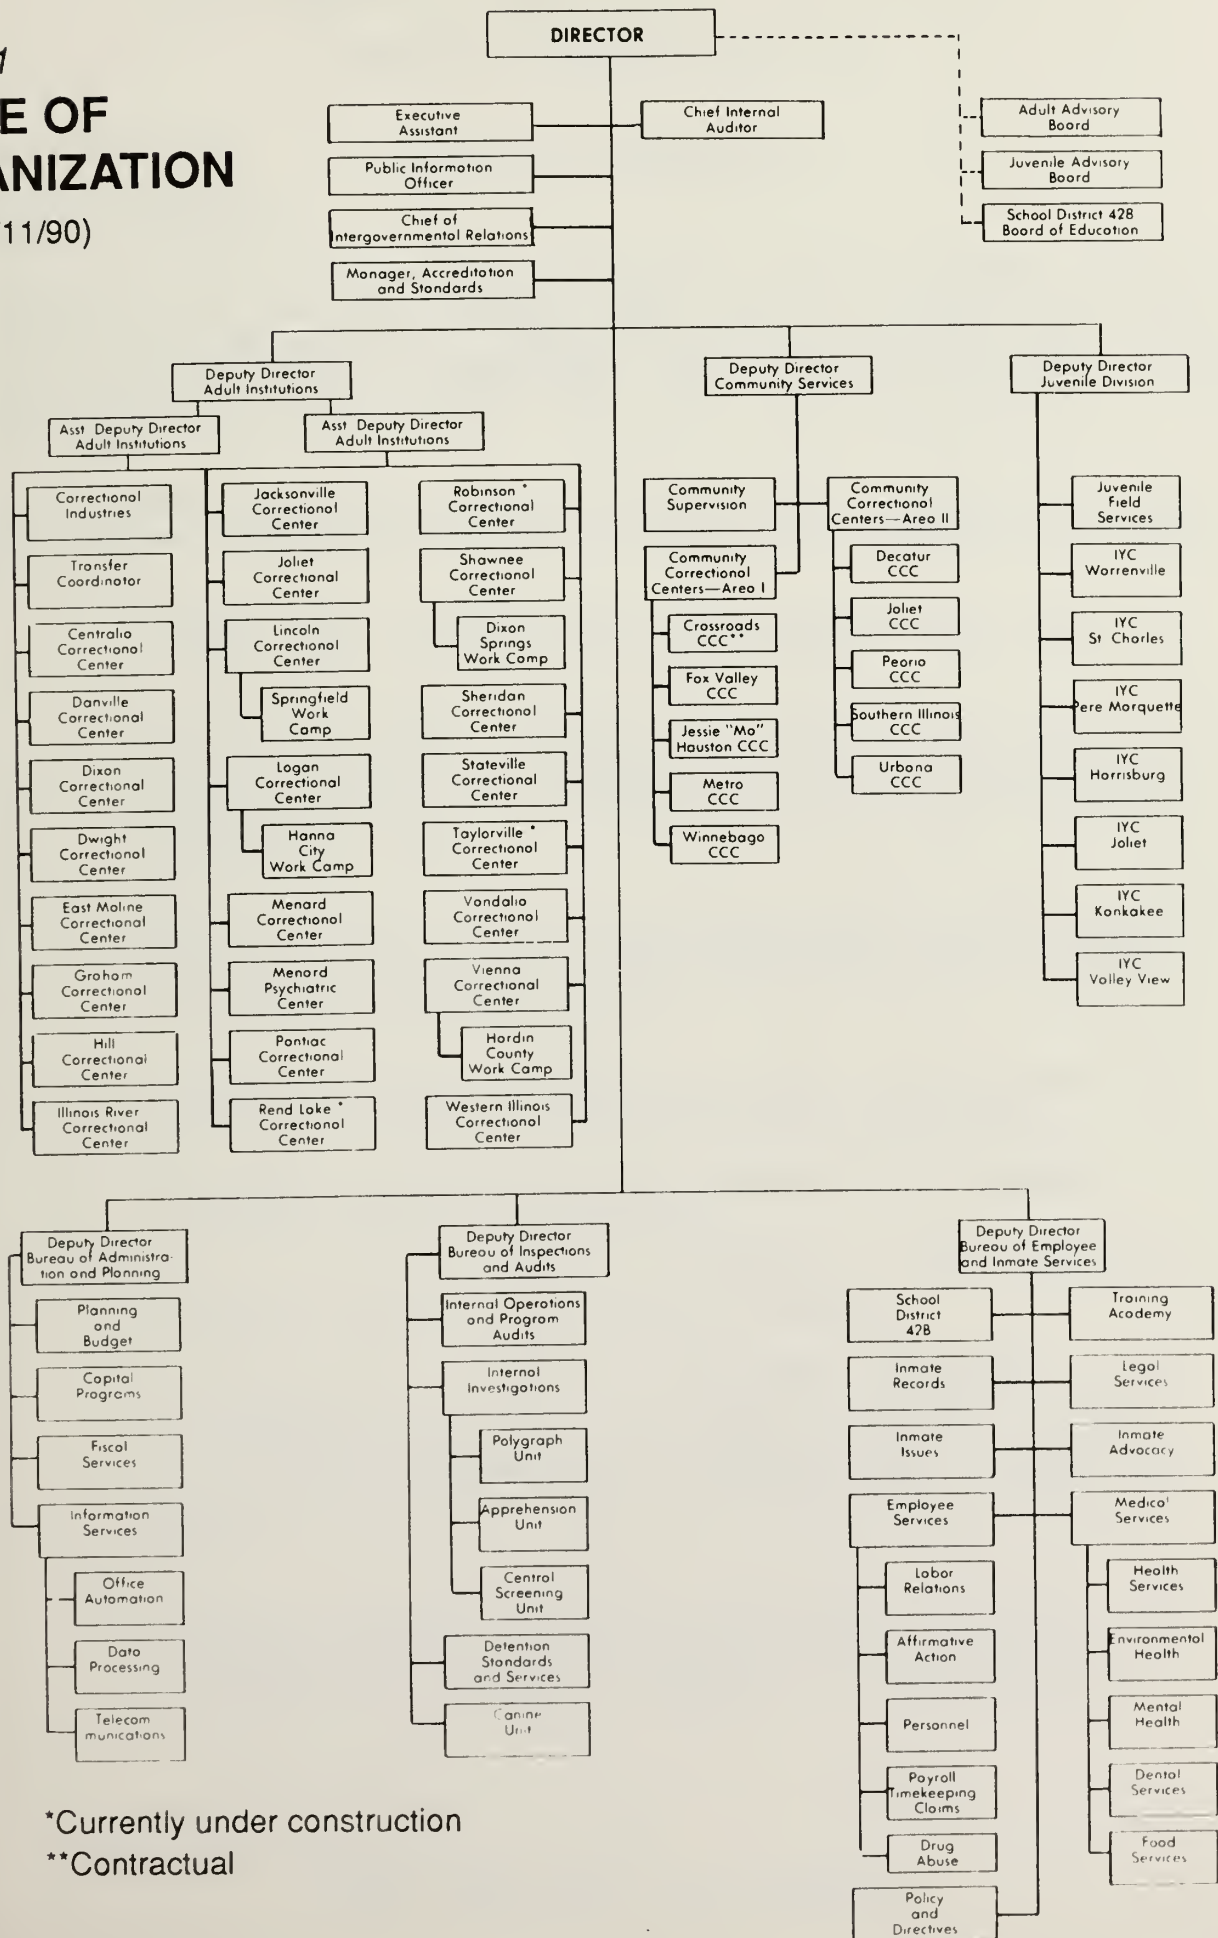 1
E OF
ANIZATION
/11/90)
DIRECTOR
Executive
Assistant
Chief Internal
Auditor
Public Information
Officer
Chief of
Intergovernmental Relations
Manager, Accreditation
and Standards
Adult Advisory
Board
Juvenile Advisory
Board
School District 428
Board of Education
Deputy Director
Adult Institutions
Deputy Director
Community Services
Deputy Director
Juvenile Division
Asst Deputy Director
Adult Institutions
Asst Deputy Director
Adult Institutions
Correctional
Industries
Transfer
Coordinator
Centralia
Correctional
Center
Danville
Correctional
Center
Dixon
Correctional
Center
Dwight
Correctional
Center
East Moline
Correctional
Center
Graham
Correctional
Center
Hill
Correctional
Center
Illinois River
Correctional
Center
Jacksonville
Correctional
Center
Joliet
Correctional
Center
Lincoln
Correctional
Center
Springfield
Work
Camp
Logan
Correctional
Center
Hanna
City
Work Camp
Menard
Correctional
Center
Menard
Psychiatric
Center
Pontiac
Correctional
Center
Rend Lake *
Correctional
Center
Robinson *
Correctional
Center
Shawnee
Correctional
Center
Dixon
Springs
Work Camp
Sheridan
Correctional
Center
Stateville
Correctional
Center
Taylorville *
Correctional
Center
Vandalia
Correctional
Center
Vienna
Correctional
Center
Hardin
County
Work Camp
Western Illinois
Correctional
Center
Community
Supervision
Community
Correctional
Centers—Area I
Crossroads
CCC**
Fox Valley
CCC
Jessie "Ma"
Houston CCC
Metro
CCC
Winnebago
CCC
Community
Correctional
Centers—Area II
Decatur
CCC
Joliet
CCC
Peoria
CCC
Southern Illinois
CCC
Urbana
CCC
Juvenile
Field
Services
IYC
Warrenville
IYC
St Charles
IYC
Pere Marquette
IYC
Harrisburg
IYC
Joliet
IYC
Kankakee
IYC
Valley View
Deputy Director
Bureau of Administra-
tion and Planning
Planning
and
Budget
Capital
Programs
Fiscal
Services
Information
Services
Office
Automation
Data
Processing
Telecom
munications
Deputy Director
Bureau of Inspections
and Audits
Internal Operations
and Program
Audits
Internal
Investigations
Polygraph
Unit
Apprehension
Unit
Central
Screening
Unit
Detention
Standards
and Services
Canine
Unit
Deputy Director
Bureau of Employee
and Inmate Services
School
District
428
Training
Academy
Inmate
Records
Legal
Services
Inmate
Issues
Inmate
Advocacy
Employee
Services
Medical
Services
Labor
Relations
Affirmative
Action
Personnel
Payroll
Timekeeping
Claims
Drug
Abuse
Health
Services
Environmental
Health
Mental
Health
Dental
Services
Food
Services
Policy
and
Directives
*Currently under construction
**Contractual